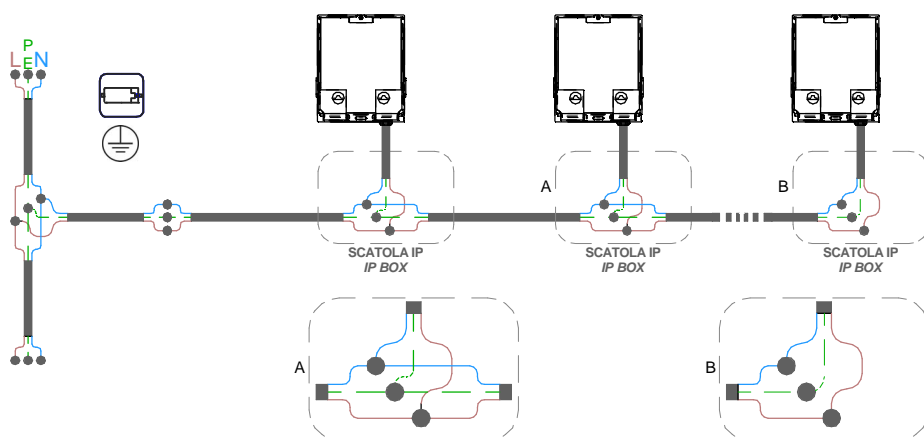 P
L E N
A
B
SCATOLA IP
IP BOX
SCATOLA IP
IP BOX
SCATOLA IP
IP BOX
A
B